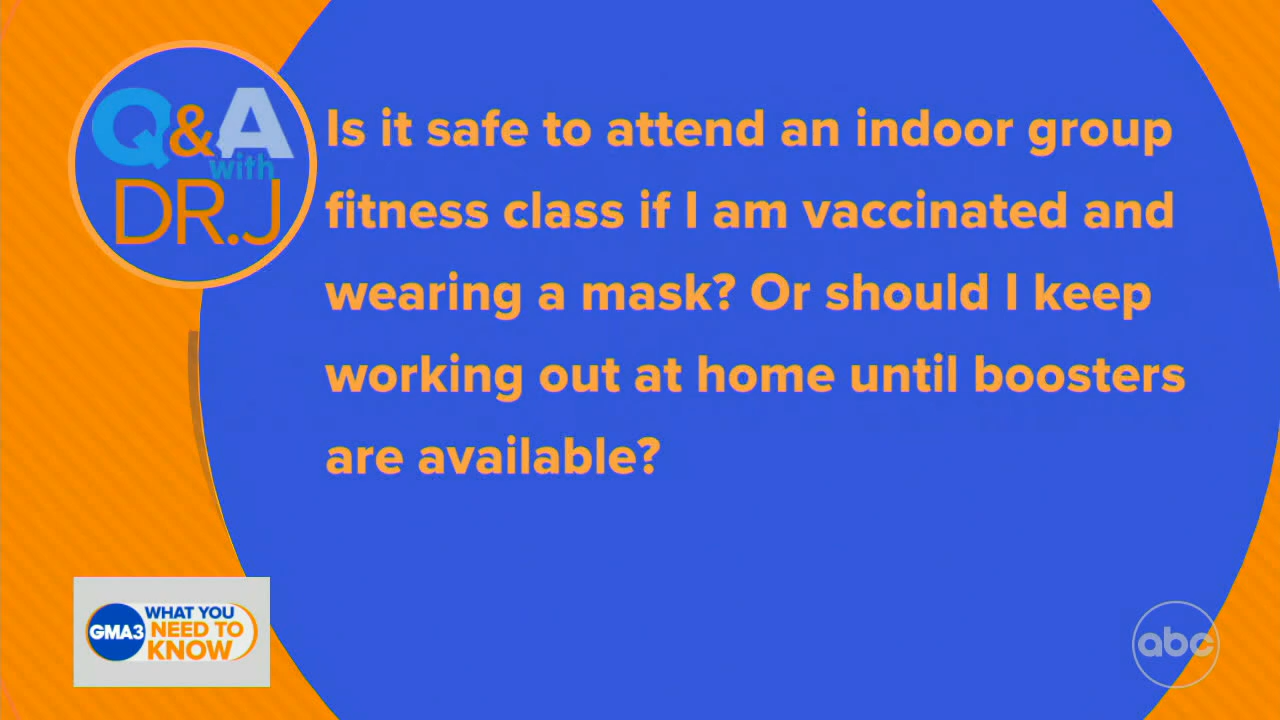 Q&A
with
DR.J
Is it safe to attend an indoor group
fitness class if I am vaccinated and
wearing a mask? Or should I keep
working out at home until boosters
are available?
GMA3
WHAT YOU
NEED TO
KNOW
abc